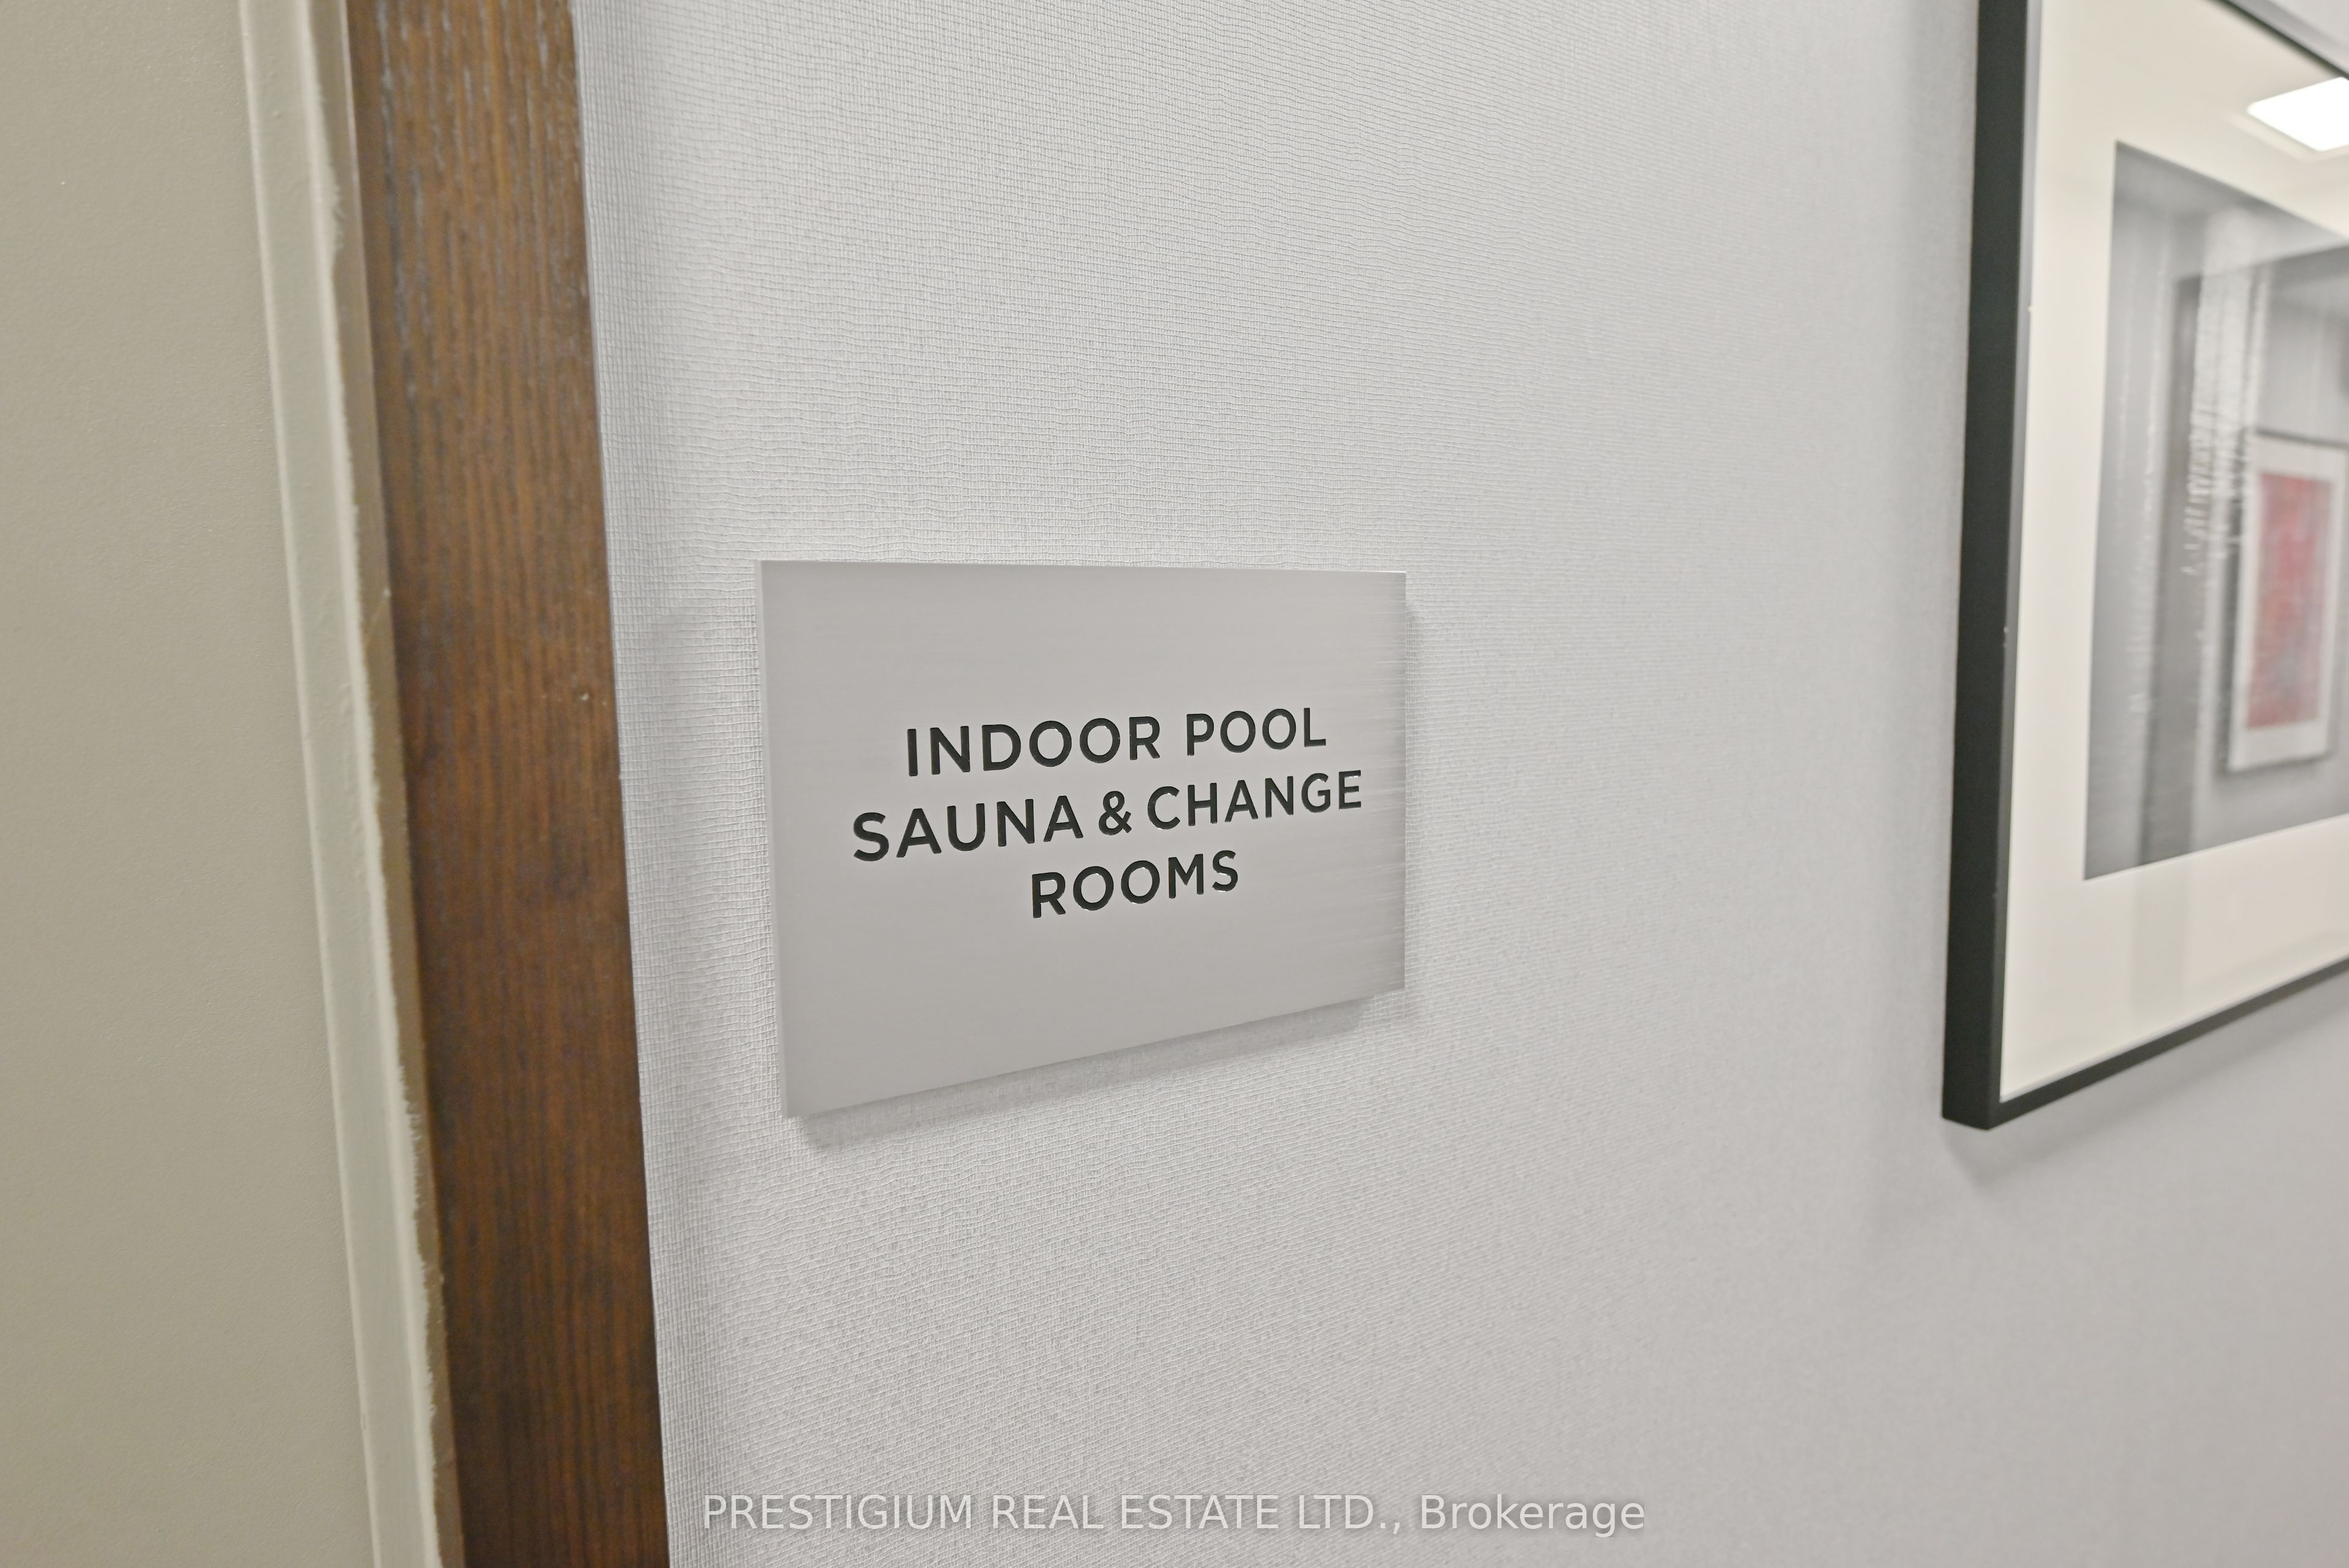 INDOOR POOL
SAUNA & CHANGE
ROOMS
PRESTIGIUM REAL ESTATE LTD., Brokerage